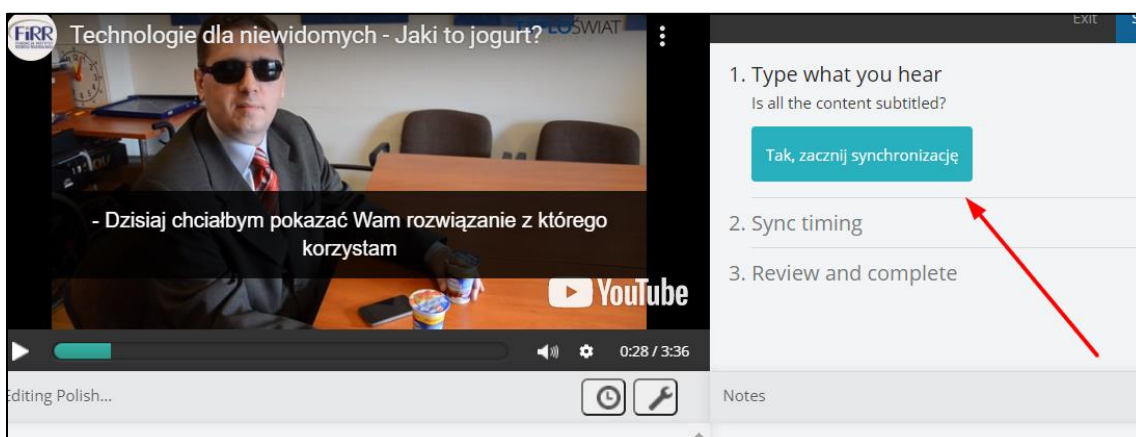 FiRR
Technologie dla niewidomych - Jaki to jogurt?
ŚWIAT
- Dzisiaj chciałbym pokazać Wam rozwiązanie z którego
korzystam
YouTube
0:28 / 3:36
Editing Polish...
Exit
1. Type what you hear
Is all the content subtitled?
Tak, zacznij synchronizację
2. Sync timing
3. Review and complete
Notes